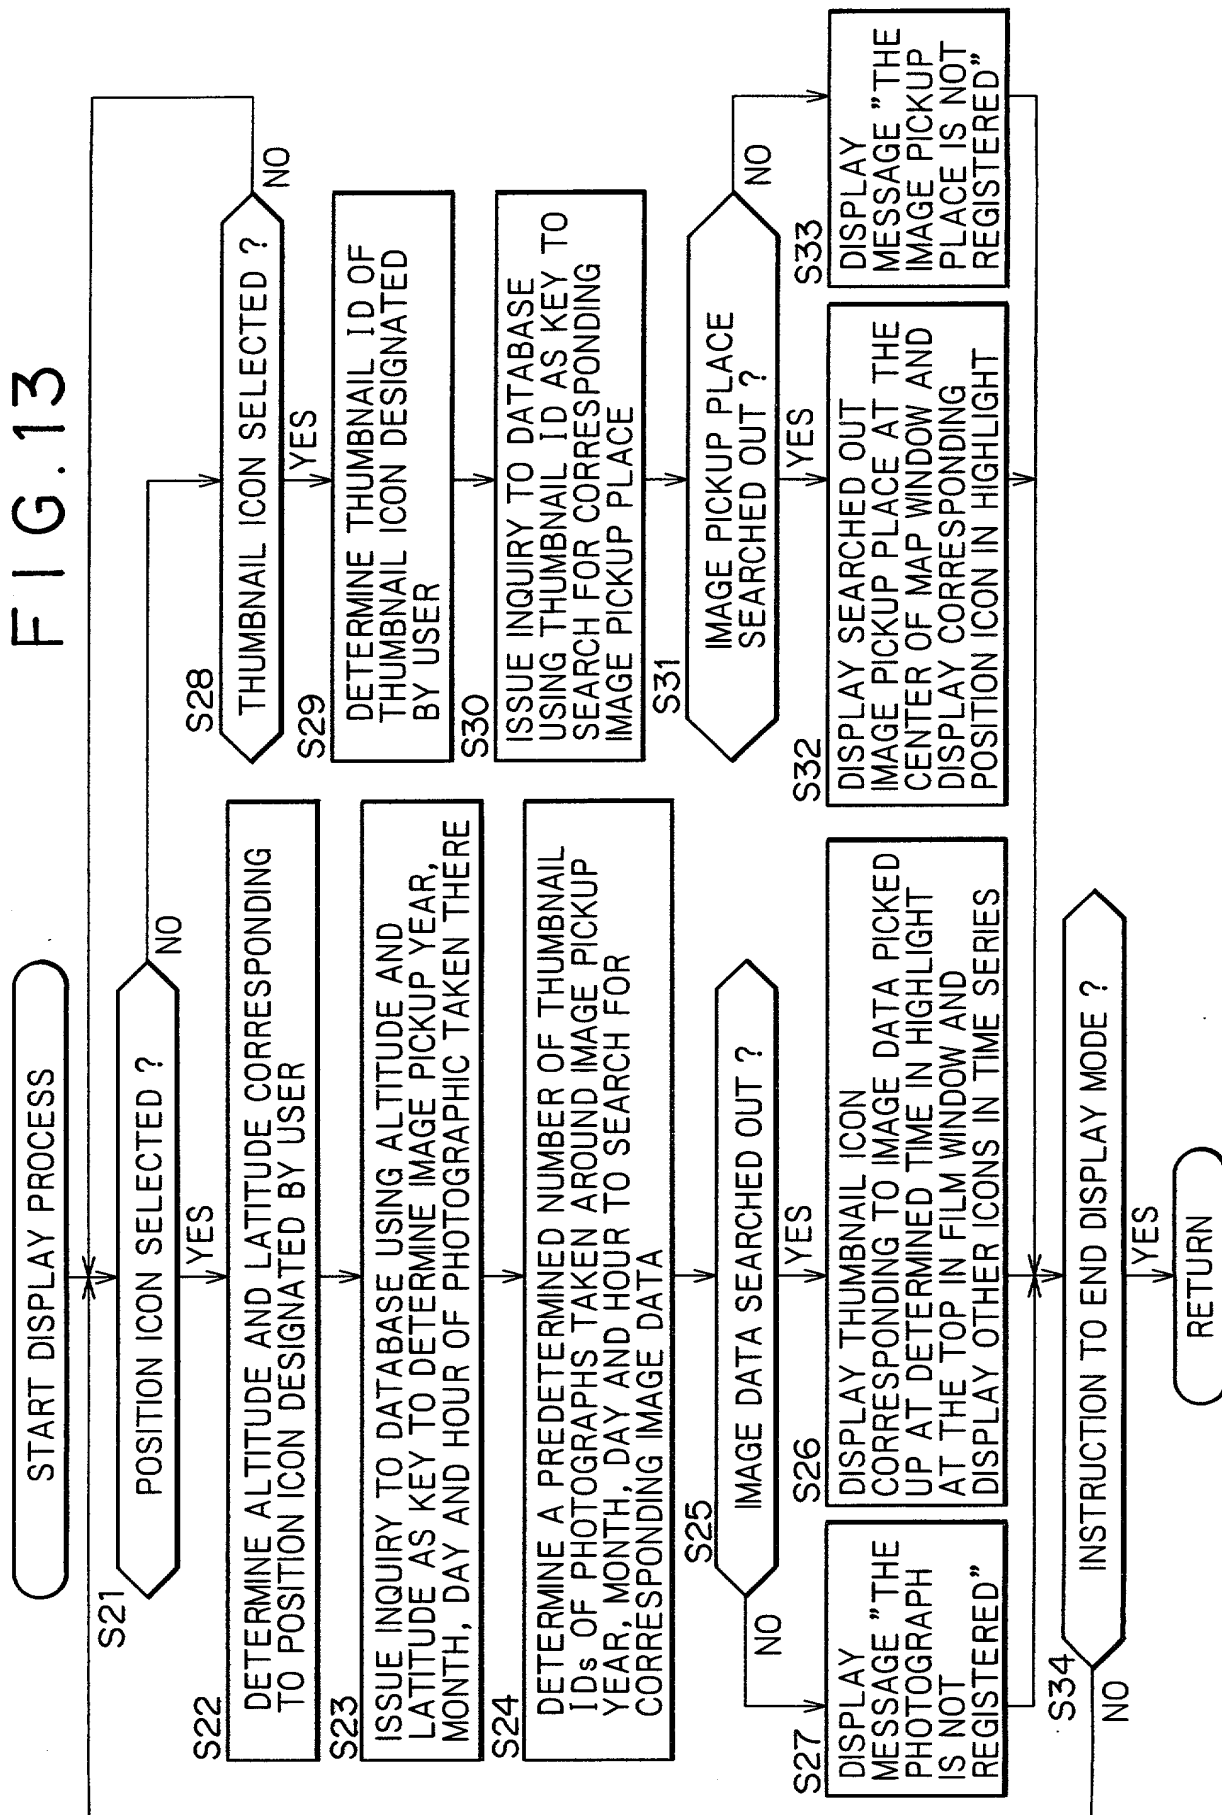 FIG.13
START DISPLAY PROCESS
S21
POSITION ICON SELECTED ?
NO
YES
S22
DETERMINE ALTITUDE AND LATITUDE CORRESPONDING
TO POSITION ICON DESIGNATED BY USER
S23
ISSUE INQUIRY TO DATABASE USING ALTITUDE AND
LATITUDE AS KEY TO DETERMINE IMAGE PICKUP YEAR,
MONTH, DAY AND HOUR OF PHOTOGRAPHIC TAKEN THERE
S24
DETERMINE A PREDETERMINED NUMBER OF THUMBNAIL
IDs OF PHOTOGRAPHS TAKEN AROUND IMAGE PICKUP
YEAR, MONTH, DAY AND HOUR TO SEARCH FOR
CORRESPONDING IMAGE DATA
S25
IMAGE DATA SEARCHED OUT ?
NO
YES
S27
DISPLAY
MESSAGE "THE
PHOTOGRAPH
IS NOT
REGISTERED"
S26
DISPLAY THUMBNAIL ICON
CORRESPONDING TO IMAGE DATA PICKED
UP AT DETERMINED TIME IN HIGHLIGHT
AT THE TOP IN FILM WINDOW AND
DISPLAY OTHER ICONS IN TIME SERIES
S28
THUMBNAIL ICON SELECTED ?
NO
YES
S29
DETERMINE THUMBNAIL ID OF
THUMBNAIL ICON DESIGNATED
BY USER
S30
ISSUE INQUIRY TO DATABASE
USING THUMBNAIL ID AS KEY TO
SEARCH FOR CORRESPONDING
IMAGE PICKUP PLACE
S31
IMAGE PICKUP PLACE
SEARCHED OUT ?
NO
YES
S32
DISPLAY SEARCHED OUT
IMAGE PICKUP PLACE AT THE
CENTER OF MAP WINDOW AND
DISPLAY CORRESPONDING
POSITION ICON IN HIGHLIGHT
S33
DISPLAY
MESSAGE "THE
IMAGE PICKUP
PLACE IS NOT
REGISTERED"
S34
INSTRUCTION TO END DISPLAY MODE ?
NO
YES
RETURN